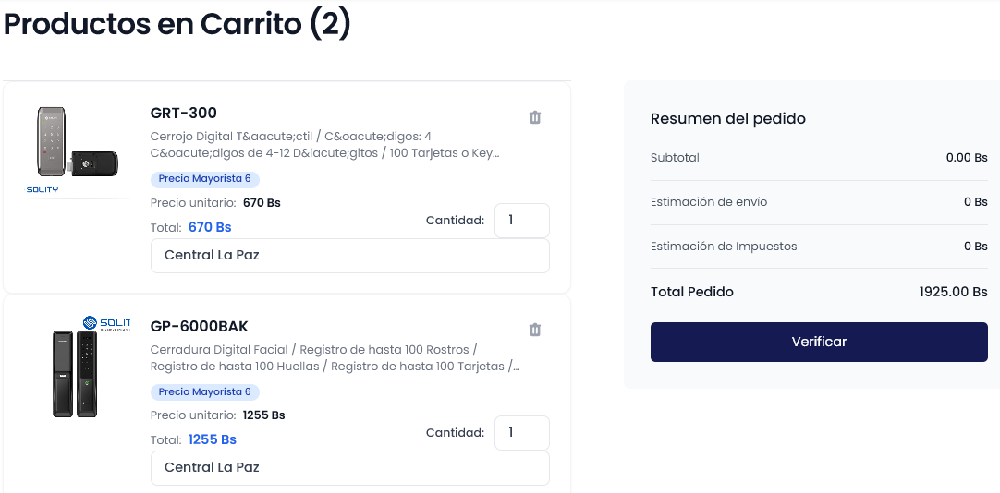 Productos en Carrito (2)
GRT-300
Cerrojo Digital T&aacute;ctil / C&oacute;digos: 4
C&oacute;digos de 4-12 D&iacute;gitos / 100 Tarjetas o Key...
Precio Mayorista 6
Precio unitario: 670 Bs
Total: 670 Bs
Cantidad: 1
Central La Paz
SOLITY
SOLIT
GP-6000BAK
Cerradura Digital Facial / Registro de hasta 100 Rostros /
Registro de hasta 100 Huellas / Registro de hasta 100 Tarjetas /...
Precio Mayorista 6
Precio unitario: 1255 Bs
Total: 1255 Bs
Cantidad: 1
Central La Paz
Resumen del pedido
Subtotal 0.00 Bs
Estimación de envío 0 Bs
Estimación de Impuestos 0 Bs
Total Pedido 1925.00 Bs
Verificar